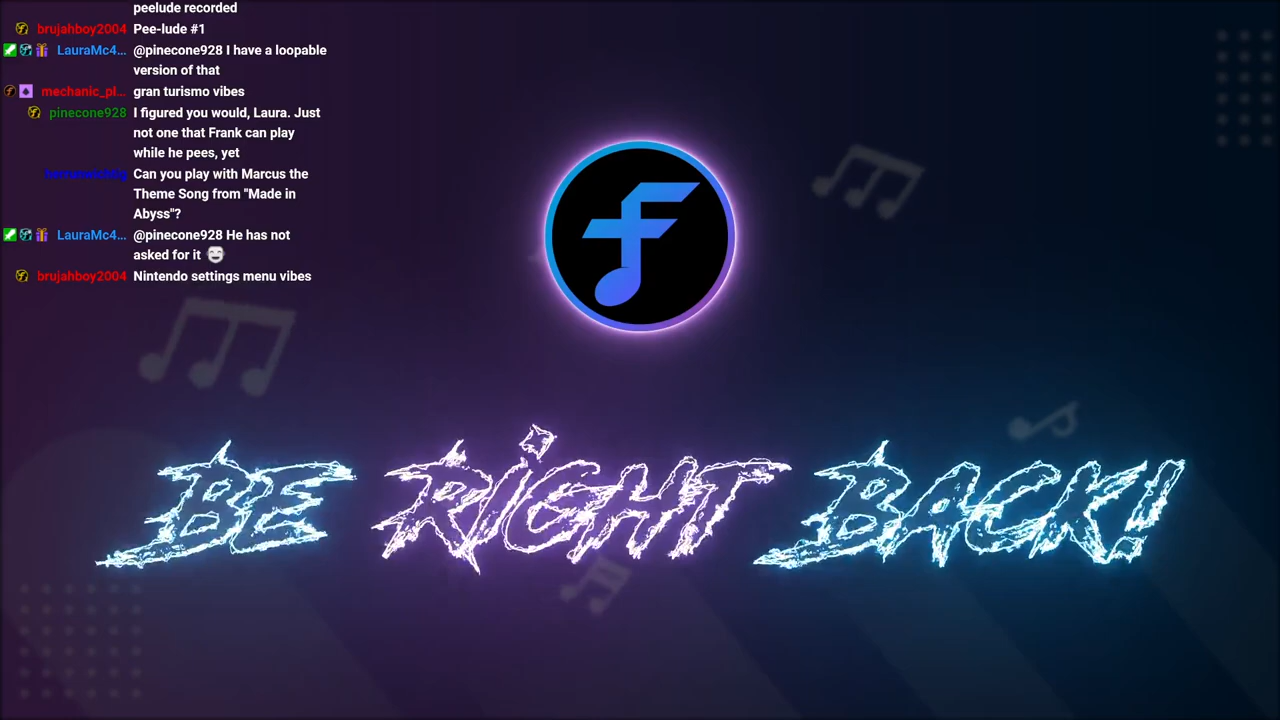 peelude recorded
brujahboy2004 Pee-lude #1
LauraMc4... @pinecone928 I have a loopable
version of that
mechanic_pl... gran turismo vibes
pinecone928 I figured you would, Laura. Just
not one that Frank can play
while he pees, yet
Can you play with Marcus the
Theme Song from "Made in
Abyss"?
LauraMc4... @pinecone928 He has not
asked for it
brujahboy2004 Nintendo settings menu vibes
BE RIGHT BACK!